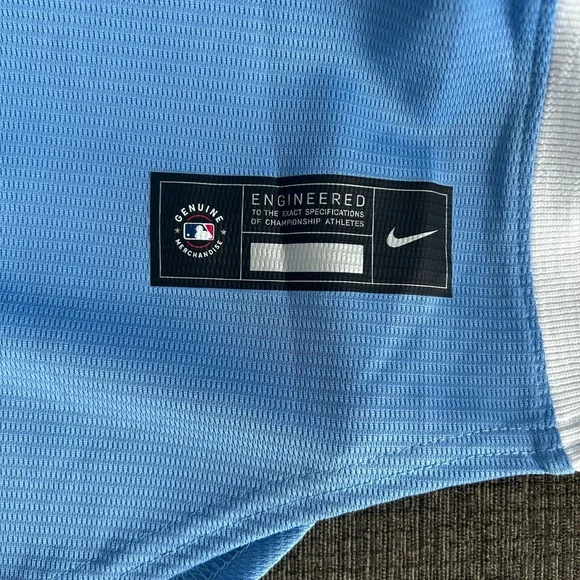 GENUINE
MERCHANDISE
ENGINEERED
TO THE EXACT SPECIFICATIONS
OF CHAMPIONSHIP ATHLETES